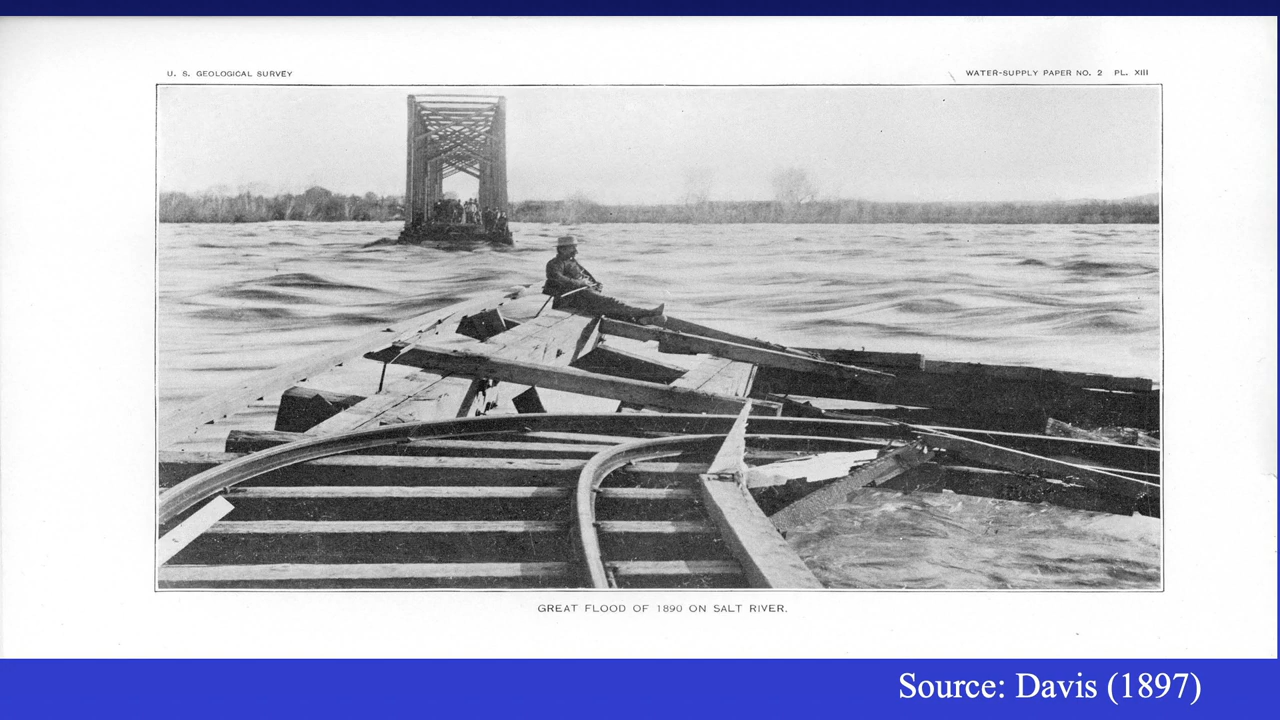 U. S. GEOLOGICAL SURVEY
WATER-SUPPLY PAPER NO. 2 PL. XIII
GREAT FLOOD OF 1890 ON SALT RIVER.
Source: Davis (1897)